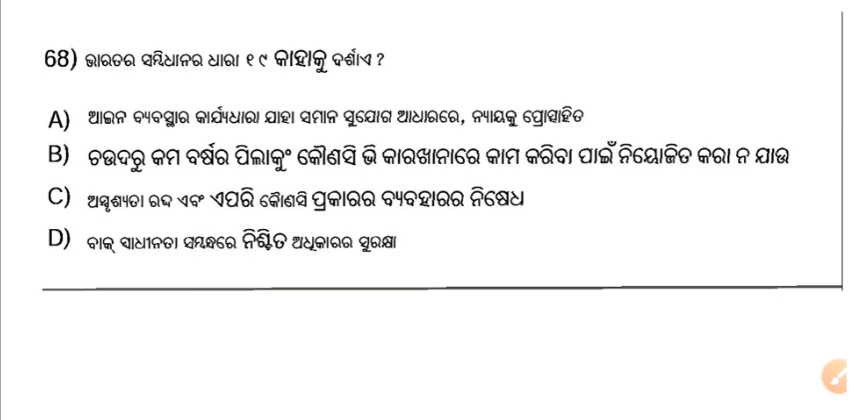 68) ଭାରତର ସମ୍ବିଧାନର ଧାରା ୧୯ କାହାକୁ ଦର୍ଶାଏ ?
A) ଆଇନ ବ୍ୟବସ୍ଥାର କାର୍ଯ୍ୟଧାରା ଯାହା ସମାନ ସୁଯୋଗ ଆଧାରରେ, ନ୍ୟାୟକୁ ପ୍ରୋତ୍ସାହିତ
B) ଚଉଦରୁ କମ ବର୍ଷର ପିଲାକୁଂ କୌଣସି ଭି କାରଖାନାରେ କାମ କରିବା ପାଇଁ ନିୟୋଜିତ କରା ନ ଯାଉ
C) ଅସ୍ପୃଶ୍ୟତା ରଦ୍ଦ ଏବଂ ଏପରି କୌଣସି ପ୍ରକାରର ବ୍ୟବହାରର ନିଷେଧ
D) ବାକ୍ ସ୍ୱାଧୀନତା ସମ୍ବନ୍ଧରେ ନିଶ୍ଚିତ ଅଧିକାରର ସୁରକ୍ଷା